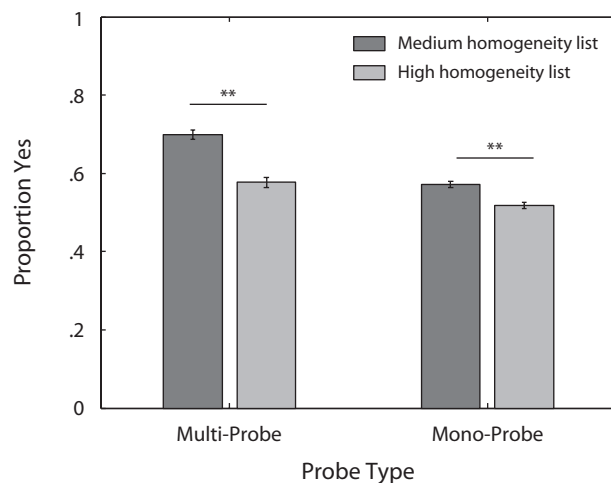 1
.8
.6
.4
.2
0
Proportion Yes
Medium homogeneity list
High homogeneity list
**
**
Multi-Probe
Mono-Probe
Probe Type